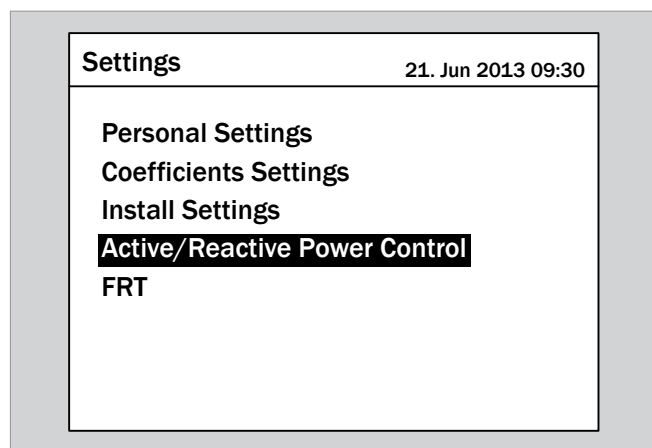 Settings
21. Jun 2013 09:30
Personal Settings
Coefficients Settings
Install Settings
Active/Reactive Power Control
FRT